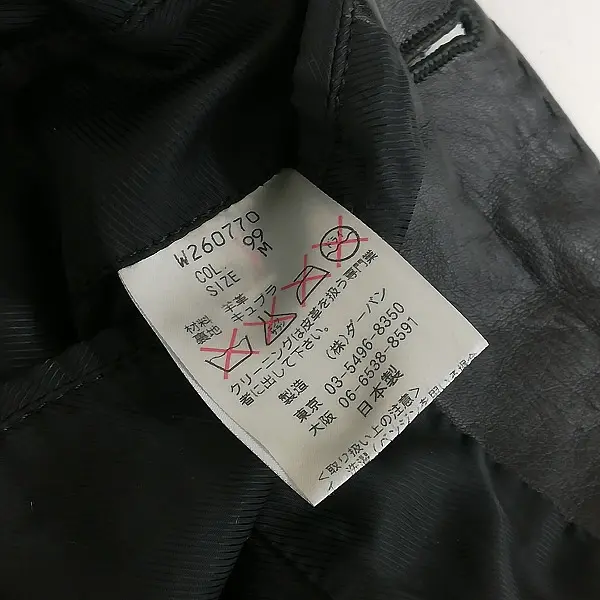 W260770
COL 99
SIZE M
材料 羊革
裏地 キュプラ
ドライ
クリーニングは皮革を扱う専門業
者に出して下さい。
製造 (株)ダーバン
東京 03-5496-8350
大阪 06-6538-8591
日本製
<取り扱い上の注意>